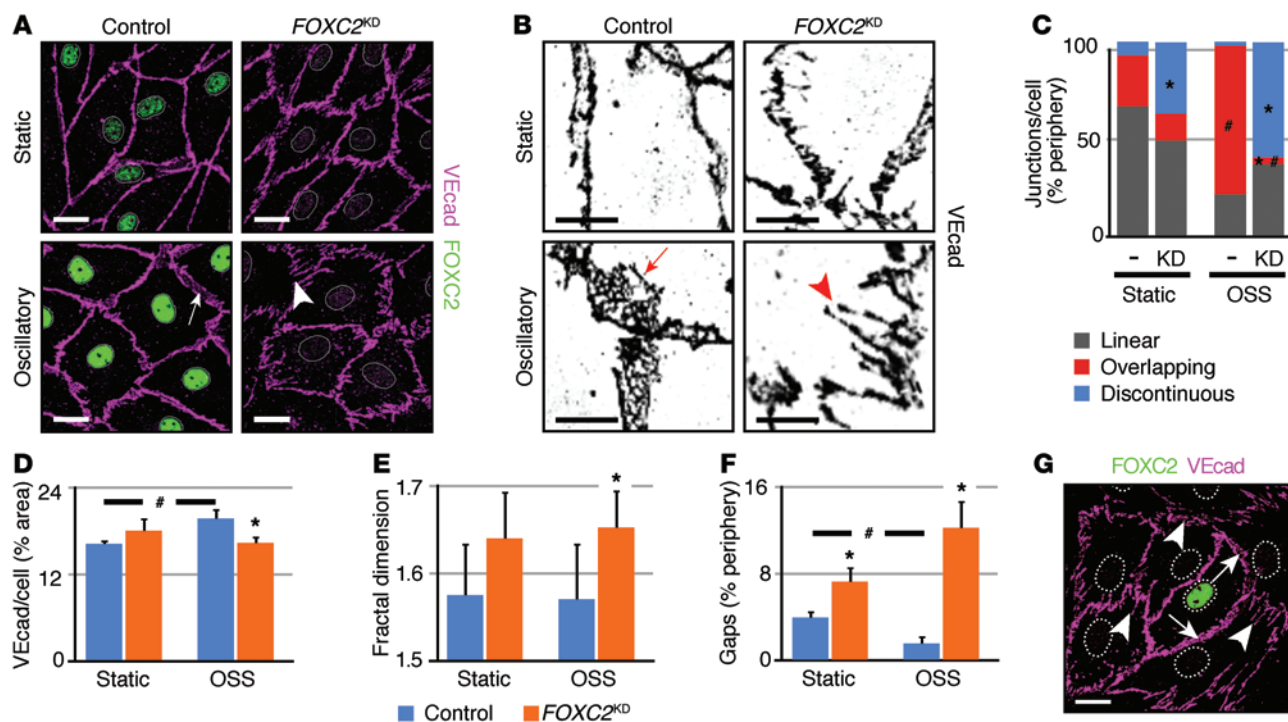 A
Control
FOXC2KD
Static
Oscillatory
VEcad FOXC2
B
Control
FOXC2KD
Static
Oscillatory
VEcad
C
Junctions/cell
(% periphery)
100
50
0
*
#
*
* #
- KD - KD
Static OSS
Linear
Overlapping
Discontinuous
D
VEcad/cell (% area)
24
12
0
#
*
Static OSS
E
Fractal dimension
1.7
1.6
1.5
*
Static OSS
F
Gaps (% periphery)
16
8
0
*
#
*
Static OSS
Control FOXC2KD
G
FOXC2 VEcad